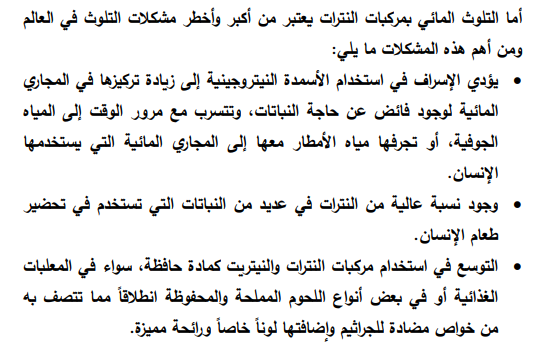 أما التلوث المائي بمركبات النترات يعتبر من أكبر وأخطر مشكلات التلوث في العالم
ومن أهم هذه المشكلات ما يلي:
• يؤدي الإسراف في استخدام الأسمدة النيتروجينية إلى زيادة تركيزها في المجاري
المائية لوجود فائض عن حاجة النباتات، وتتسرب مع مرور الوقت إلى المياه
الجوفية، أو تجرفها مياه الأمطار معها إلى المجاري المائية التي يستخدمها
الإنسان.
• وجود نسبة عالية من النترات في عديد من النباتات التي تستخدم في تحضير
طعام الإنسان.
• التوسع في استخدام مركبات النترات والنيتريت كمادة حافظة، سواء في المعلبات
الغذائية أو في بعض أنواع اللحوم المملحة والمحفوظة انطلاقاً مما تتصف به
من خواص مضادة للجراثيم وإضافتها لوناً خاصاً ورائحة مميزة.